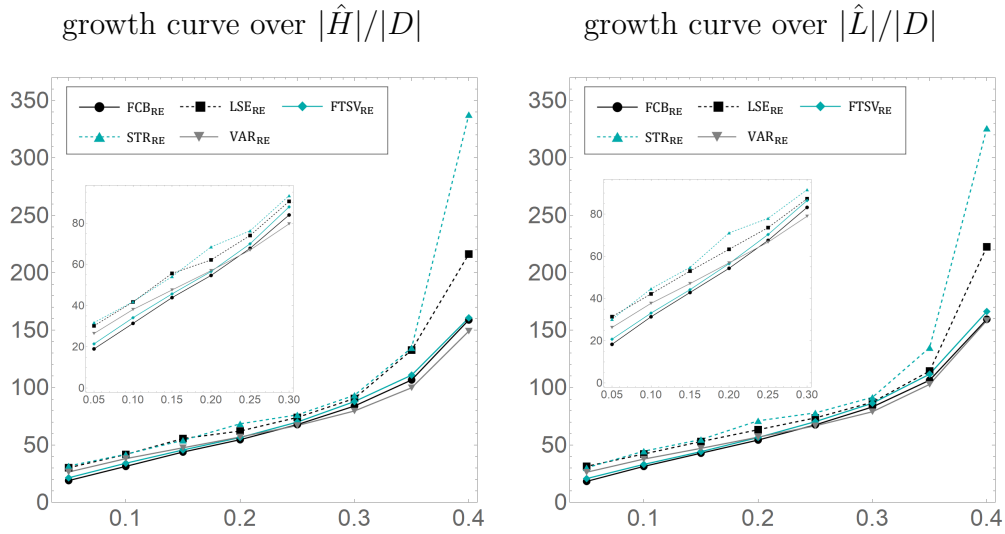 growth curve over |Ĥ|/|D|
350
300
250
200
150
100
50
0
FCB_RE LSE_RE FTSV_RE
STR_RE VAR_RE
80
60
40
20
0
0.05 0.10 0.15 0.20 0.25 0.30
0.1 0.2 0.3 0.4
growth curve over |L̂|/|D|
350
300
250
200
150
100
50
0
FCB_RE LSE_RE FTSV_RE
STR_RE VAR_RE
80
60
40
20
0
0.05 0.10 0.15 0.20 0.25 0.30
0.1 0.2 0.3 0.4